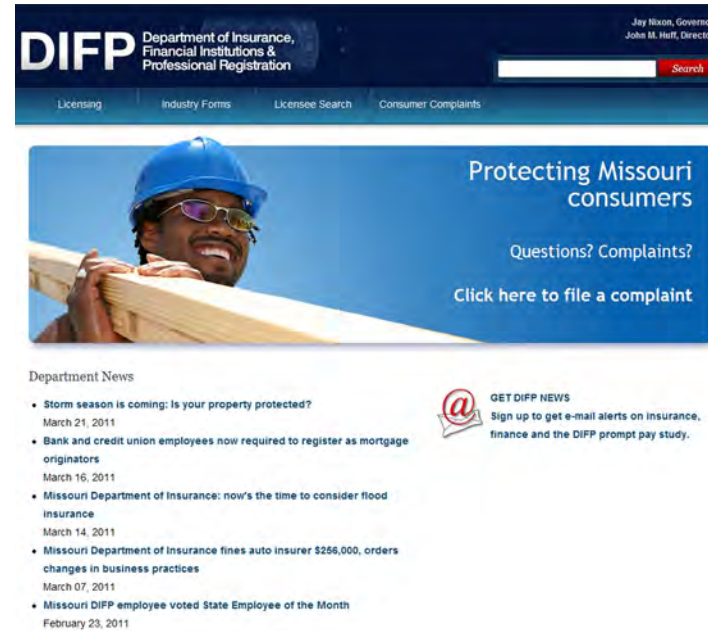 Jay Nixon, Governo
John M. Huff, Directo
DIFP
Department of Insurance,
Financial Institutions &
Professional Registration
Search
Licensing Industry Forms Licensee Search Consumer Complaints
Protecting Missouri
consumers
Questions? Complaints?
Click here to file a complaint
Department News
• Storm season is coming: Is your property protected?
March 21, 2011
• Bank and credit union employees now required to register as mortgage
originators
March 16, 2011
• Missouri Department of Insurance: now's the time to consider flood
insurance
March 14, 2011
• Missouri Department of Insurance fines auto insurer $256,000, orders
changes in business practices
March 07, 2011
• Missouri DIFP employee voted State Employee of the Month
February 23, 2011
@
GET DIFP NEWS
Sign up to get e-mail alerts on insurance,
finance and the DIFP prompt pay study.